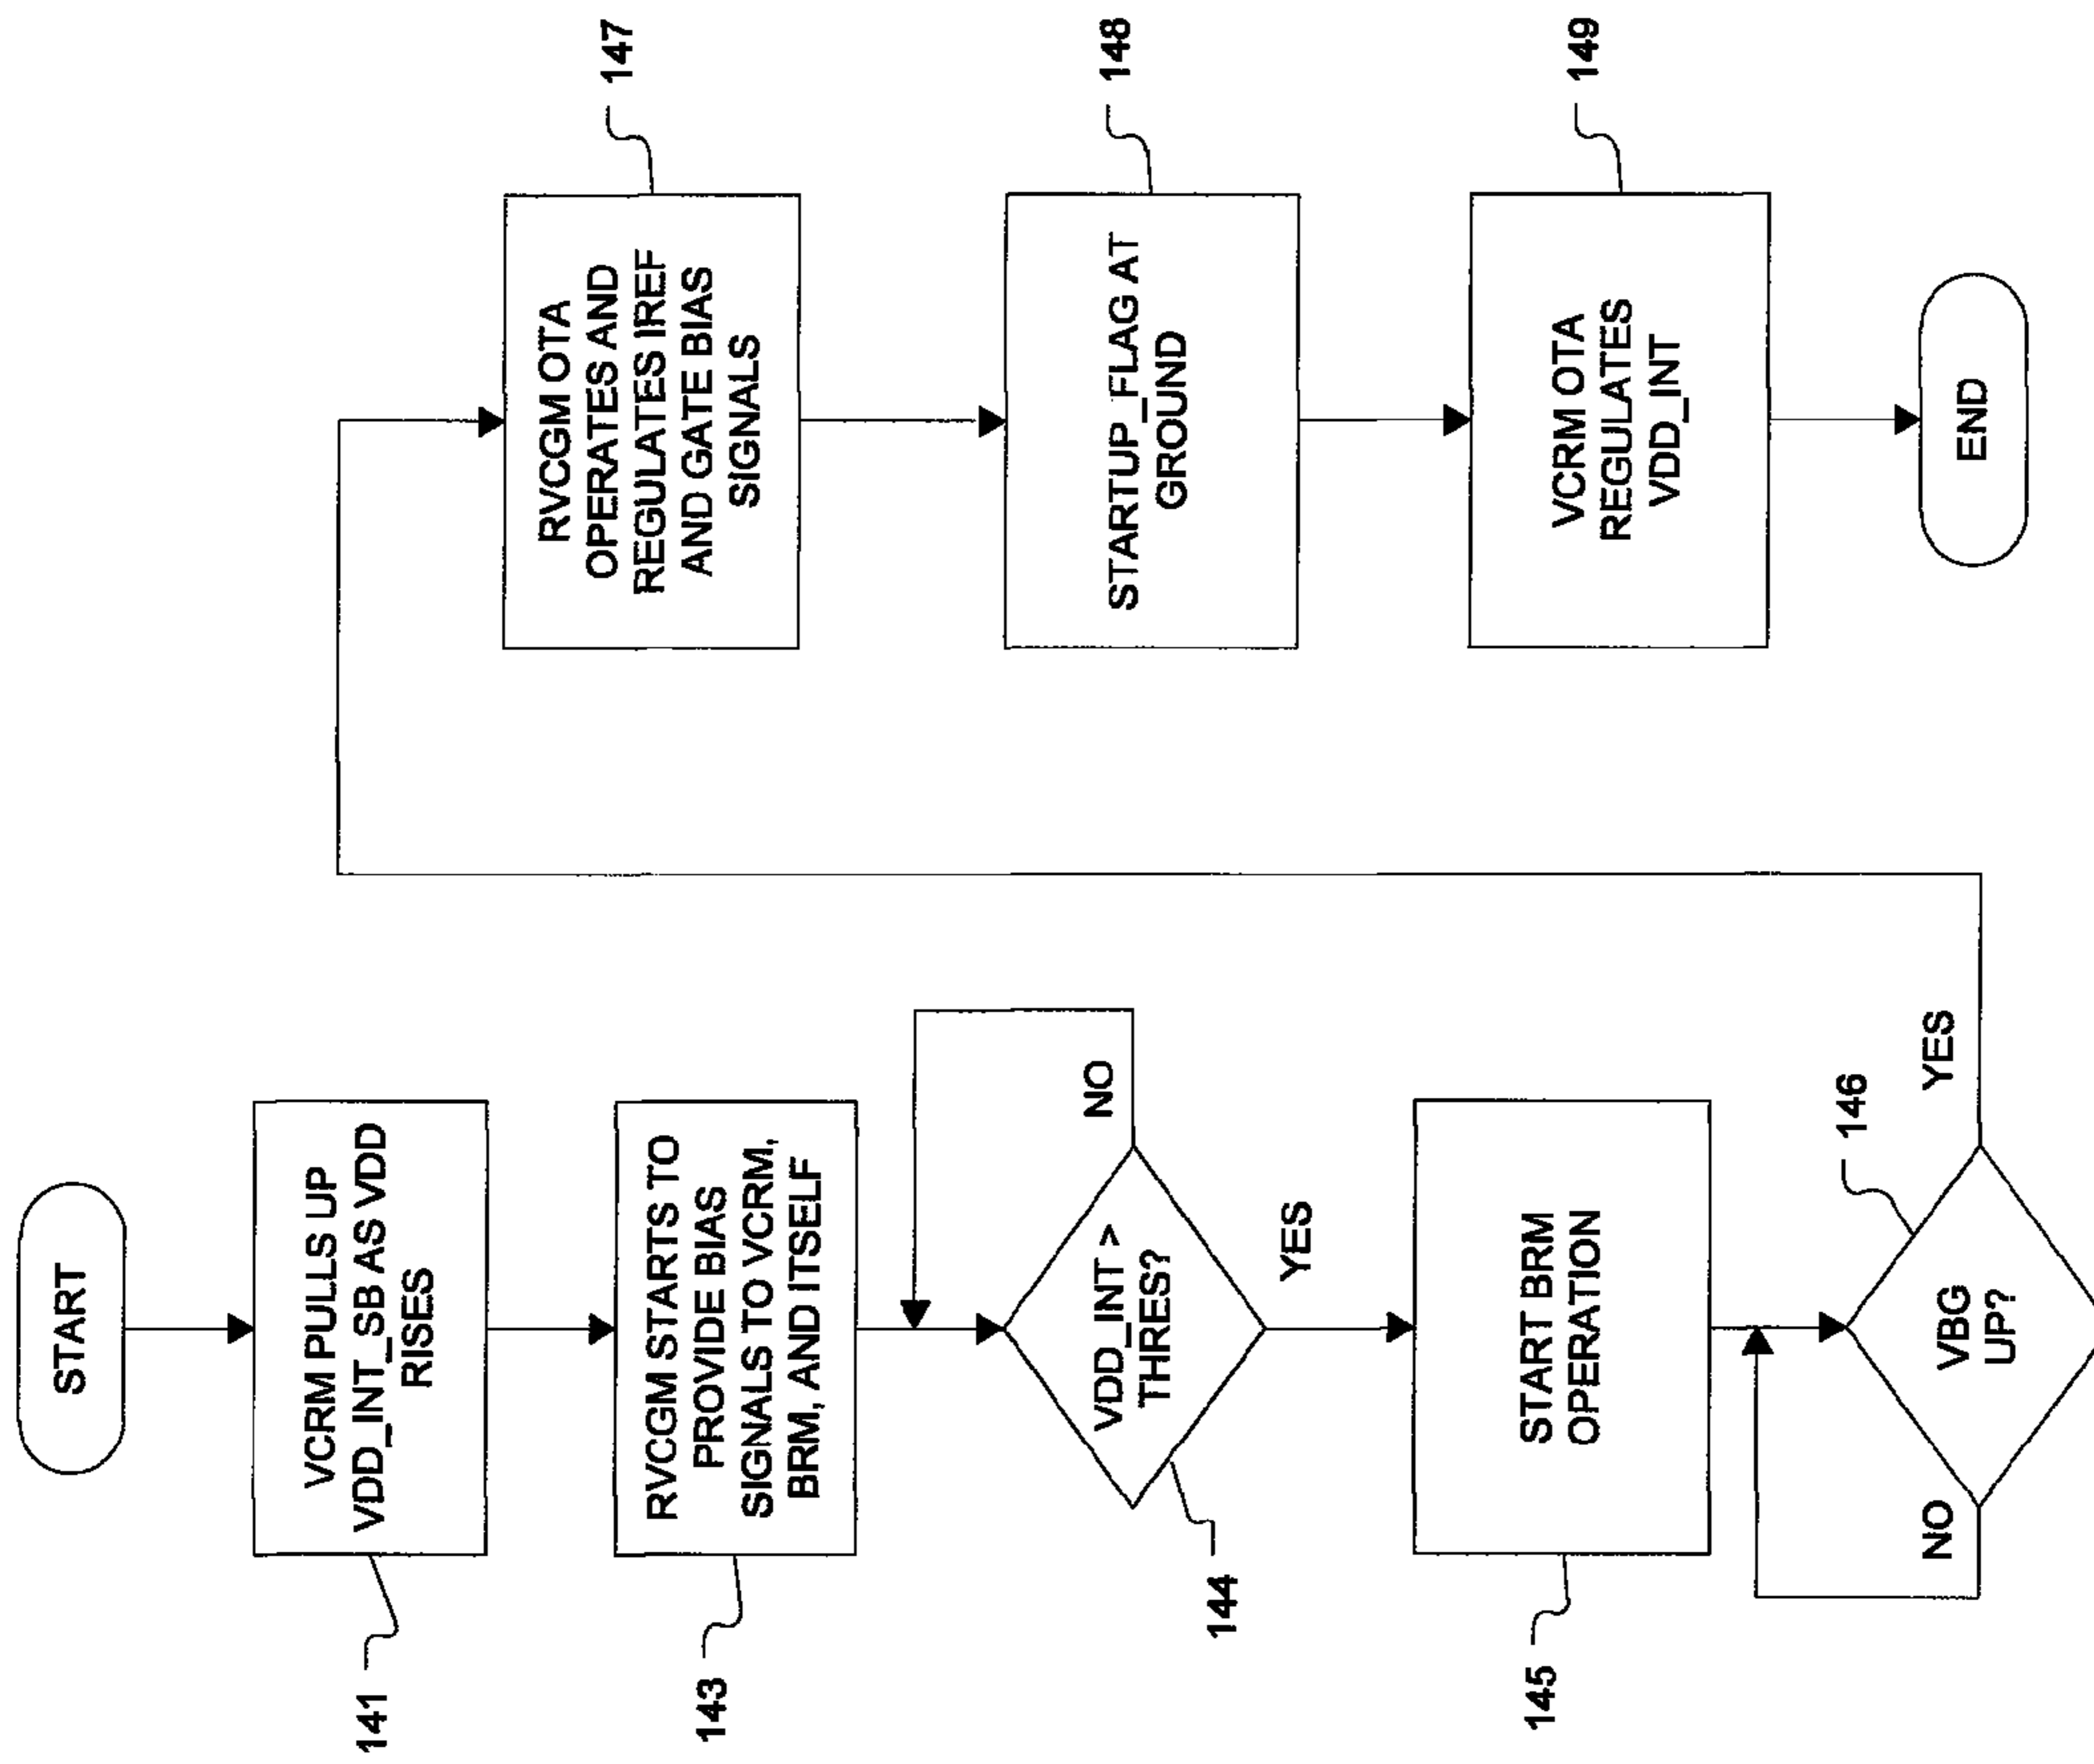 START
VCRM PULLS UP
VDD_INT_SB AS VDD
RISES
141
RVCGM STARTS TO
PROVIDE BIAS
SIGNALS TO VCRM,
BRM, AND ITSELF
143
VDD_INT >
THRES?
144
NO
YES
START BRM
OPERATION
145
VBG
UP?
146
NO
YES
RVCGM OTA
OPERATES AND
REGULATES IREF
AND GATE BIAS
SIGNALS
147
STARTUP_FLAG AT
GROUND
148
VCRM OTA
REGULATES
VDD_INT
149
END